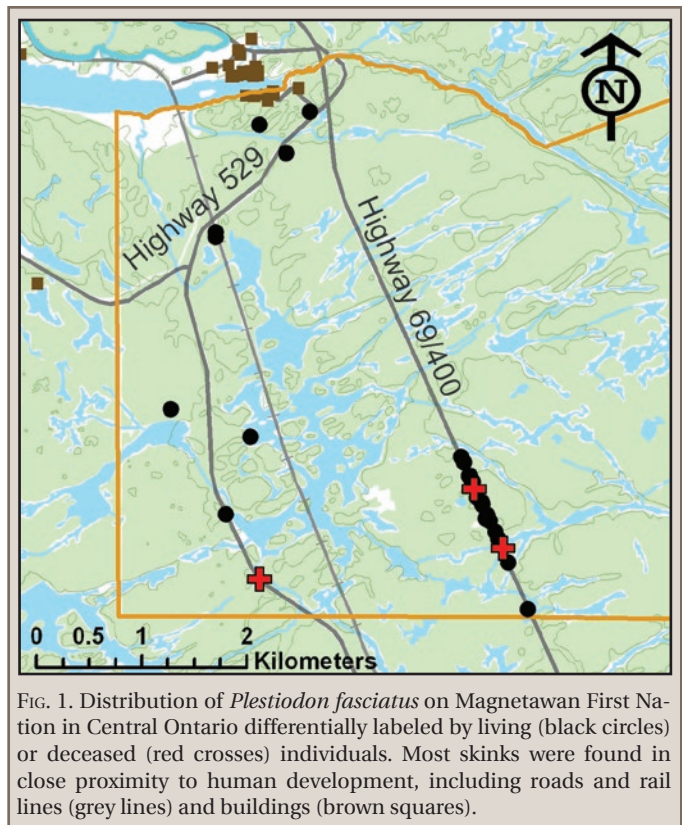 N
Highway 529
Highway 69/400
0 0.5 1 2
Kilometers
FIG. 1. Distribution of Plestiodon fasciatus on Magnetawan First Na-
tion in Central Ontario differentially labeled by living (black circles)
or deceased (red crosses) individuals. Most skinks were found in
close proximity to human development, including roads and rail
lines (grey lines) and buildings (brown squares).